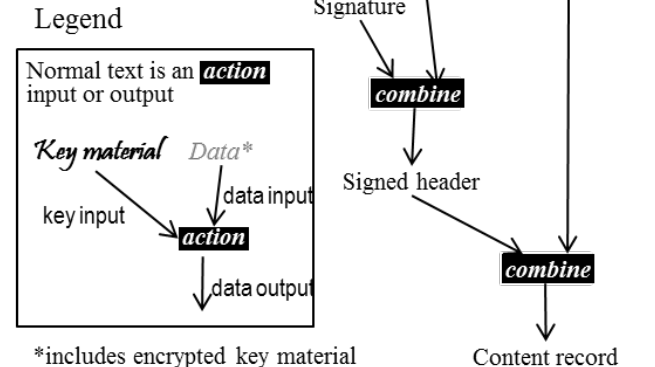 Legend
Normal text is an action
input or output
Key material Data*
data input
key input
action
data output
*includes encrypted key material
Signature
combine
Signed header
combine
Content record